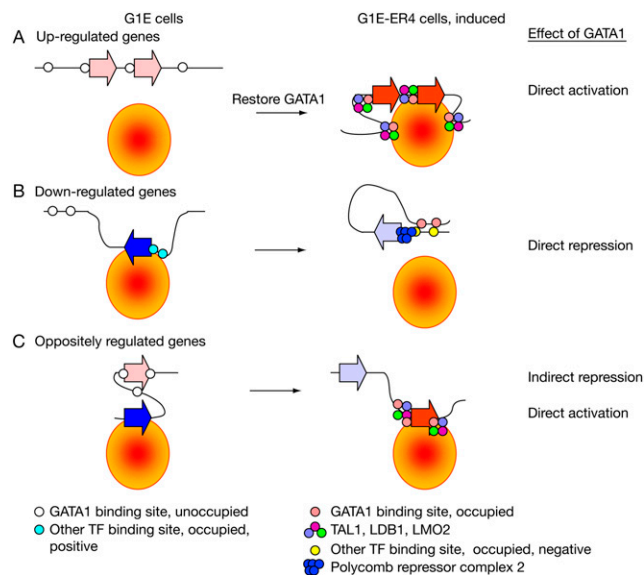 G1E cells
G1E-ER4 cells, induced
Effect of GATA1
A
Up-regulated genes
Restore GATA1
Direct activation
B
Down-regulated genes
Direct repression
C
Oppositely regulated genes
Indirect repression
Direct activation
GATA1 binding site, unoccupied
Other TF binding site, occupied,
positive
GATA1 binding site, occupied
TAL1, LDB1, LMO2
Other TF binding site, occupied, negative
Polycomb repressor complex 2